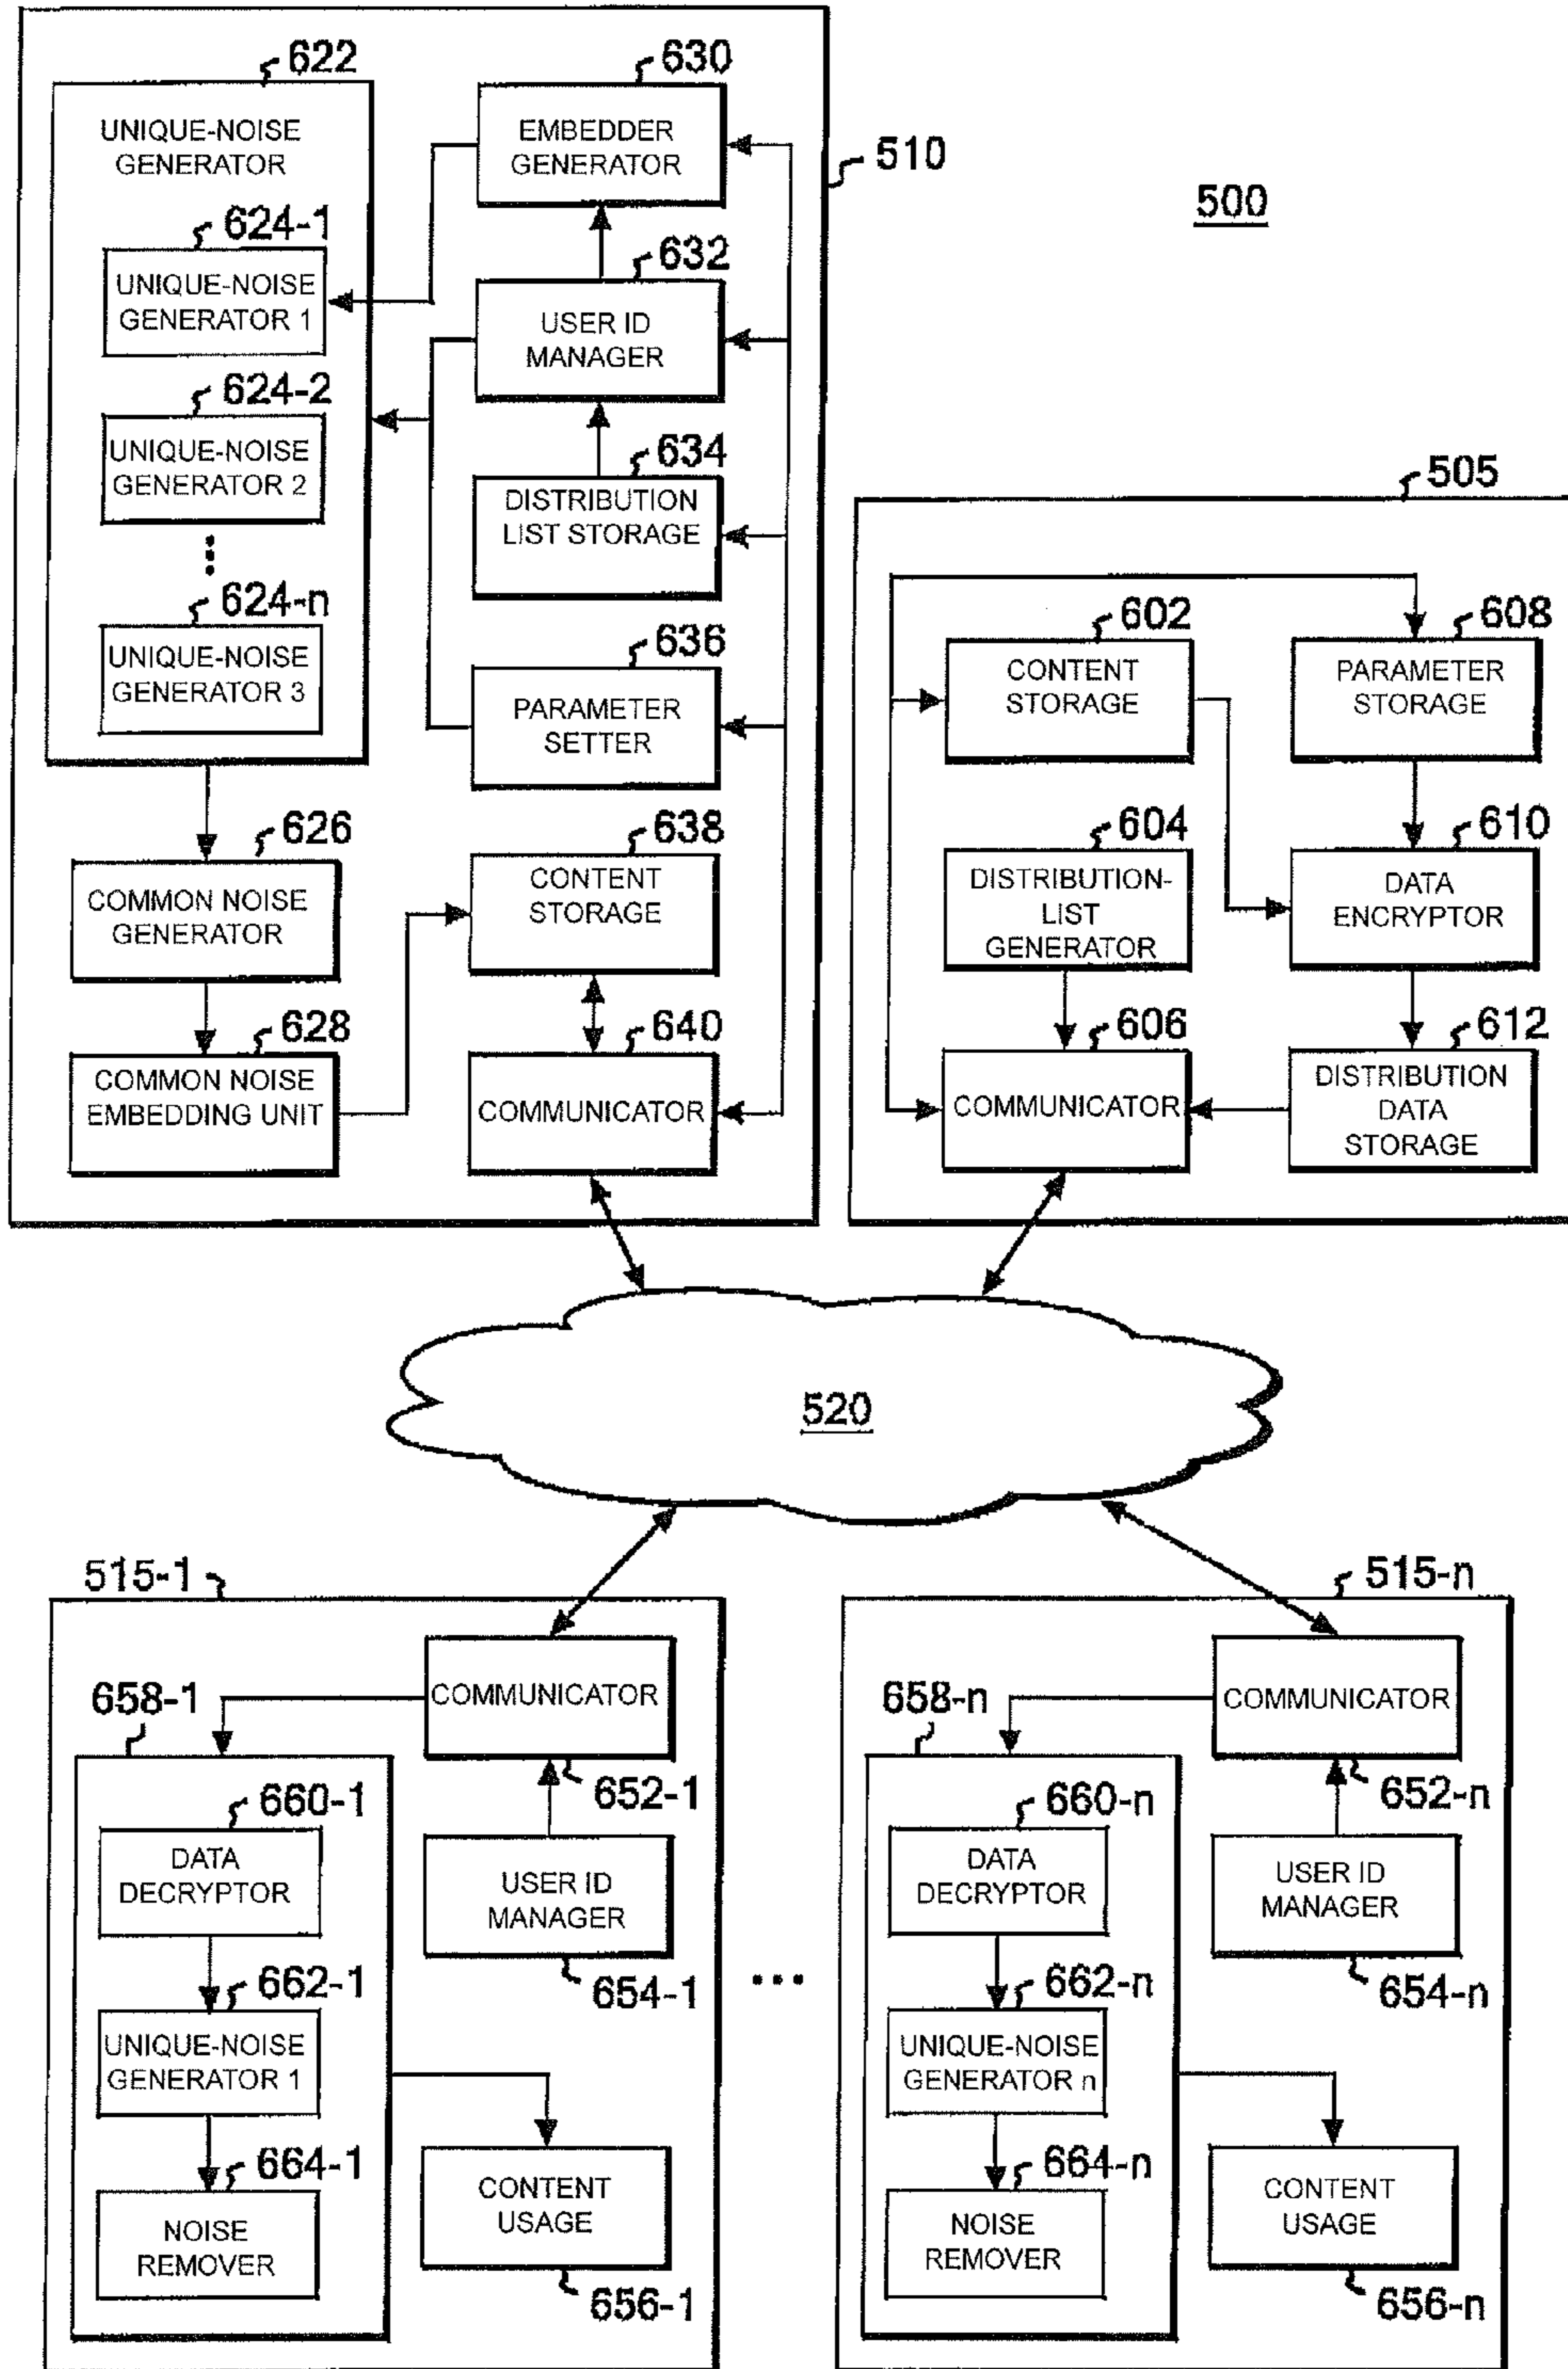 622
UNIQUE-NOISE
GENERATOR
624-1
UNIQUE-NOISE
GENERATOR 1
624-2
UNIQUE-NOISE
GENERATOR 2
...
624-n
UNIQUE-NOISE
GENERATOR 3
626
COMMON NOISE
GENERATOR
628
COMMON NOISE
EMBEDDING UNIT
630
EMBEDDER
GENERATOR
632
USER ID
MANAGER
634
DISTRIBUTION
LIST STORAGE
636
PARAMETER
SETTER
638
CONTENT
STORAGE
640
COMMUNICATOR
510
500
505
602
CONTENT
STORAGE
608
PARAMETER
STORAGE
604
DISTRIBUTION-
LIST
GENERATOR
610
DATA
ENCRYPTOR
606
COMMUNICATOR
612
DISTRIBUTION
DATA
STORAGE
520
515-1
COMMUNICATOR
652-1
658-1
660-1
DATA
DECRYPTOR
USER ID
MANAGER
654-1
662-1
UNIQUE-NOISE
GENERATOR 1
664-1
NOISE
REMOVER
CONTENT
USAGE
656-1
...
515-n
COMMUNICATOR
652-n
658-n
660-n
DATA
DECRYPTOR
USER ID
MANAGER
654-n
662-n
UNIQUE-NOISE
GENERATOR n
664-n
NOISE
REMOVER
CONTENT
USAGE
656-n